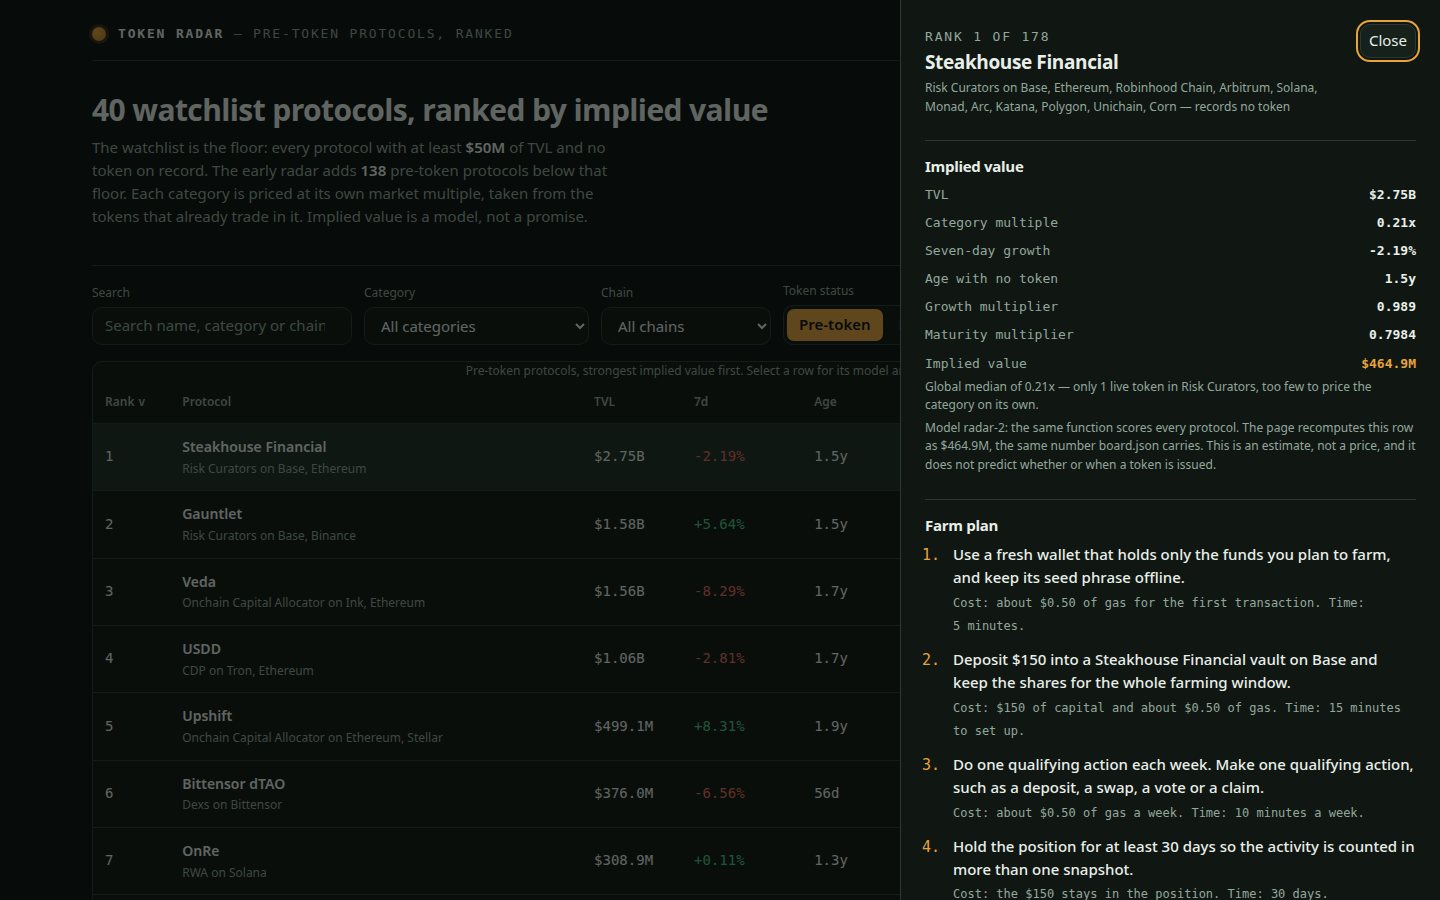 TOKEN RADAR — PRE-TOKEN PROTOCOLS, RANKED
40 watchlist protocols, ranked by implied value
The watchlist is the floor: every protocol with at least $50M of TVL and no
token on record. The early radar adds 138 pre-token protocols below that
floor. Each category is priced at its own market multiple, taken from the
tokens that already trade in it. Implied value is a model, not a promise.
Search Category Chain Token status
Search name, category or chain All categories All chains Pre-token
Pre-token protocols, strongest implied value first. Select a row for its model a
Rank v Protocol TVL 7d Age
1 Steakhouse Financial $2.75B -2.19% 1.5y
Risk Curators on Base, Ethereum
2 Gauntlet $1.58B +5.64% 1.5y
Risk Curators on Base, Binance
3 Veda $1.56B -8.29% 1.7y
Onchain Capital Allocator on Ink, Ethereum
4 USDD $1.06B -2.81% 1.7y
CDP on Tron, Ethereum
5 Upshift $499.1M +8.31% 1.9y
Onchain Capital Allocator on Ethereum, Stellar
6 Bittensor dTAO $376.0M -6.56% 56d
Dexs on Bittensor
7 OnRe $308.9M +0.11% 1.3y
RWA on Solana
RANK 1 OF 178
Close
Steakhouse Financial
Risk Curators on Base, Ethereum, Robinhood Chain, Arbitrum, Solana,
Monad, Arc, Katana, Polygon, Unichain, Corn — records no token
Implied value
TVL $2.75B
Category multiple 0.21x
Seven-day growth -2.19%
Age with no token 1.5y
Growth multiplier 0.989
Maturity multiplier 0.7984
Implied value $464.9M
Global median of 0.21x — only 1 live token in Risk Curators, too few to price the
category on its own.
Model radar-2: the same function scores every protocol. The page recomputes this row
as $464.9M, the same number board.json carries. This is an estimate, not a price, and it
does not predict whether or when a token is issued.
Farm plan
1. Use a fresh wallet that holds only the funds you plan to farm,
and keep its seed phrase offline.
Cost: about $0.50 of gas for the first transaction. Time:
5 minutes.
2. Deposit $150 into a Steakhouse Financial vault on Base and
keep the shares for the whole farming window.
Cost: $150 of capital and about $0.50 of gas. Time: 15 minutes
to set up.
3. Do one qualifying action each week. Make one qualifying action,
such as a deposit, a swap, a vote or a claim.
Cost: about $0.50 of gas a week. Time: 10 minutes a week.
4. Hold the position for at least 30 days so the activity is counted in
more than one snapshot.
Cost: the $150 stays in the position. Time: 30 days.